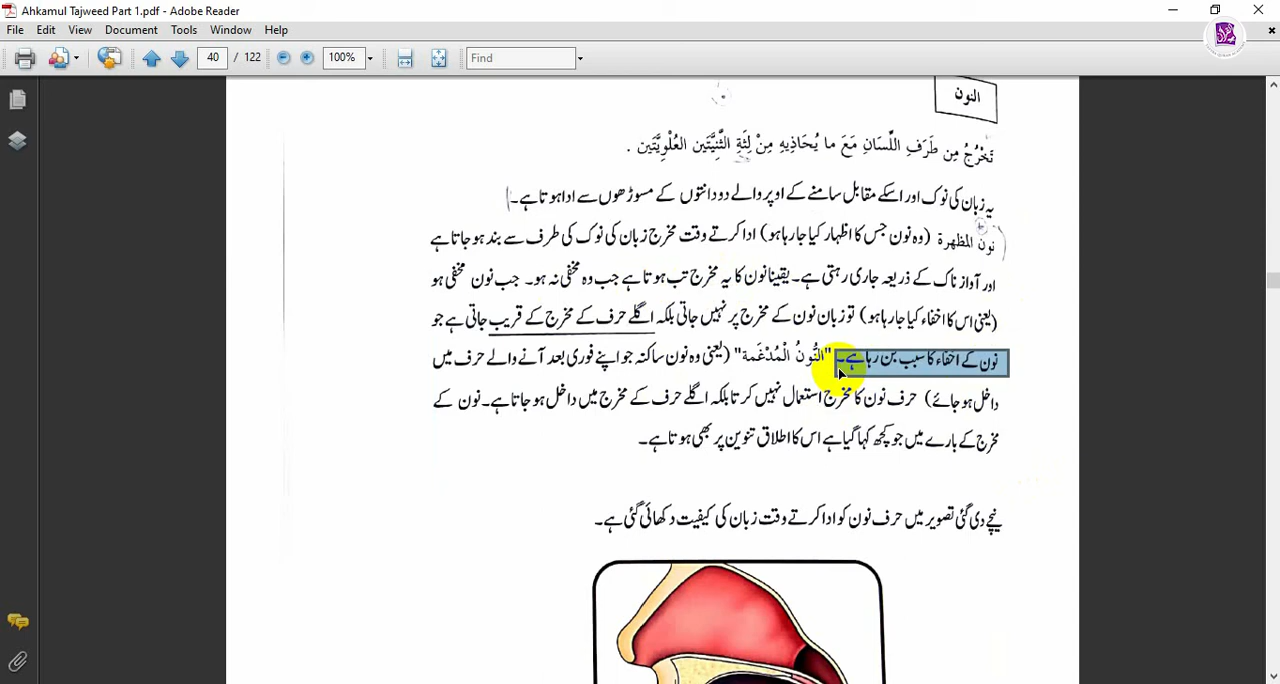 Ahkamul Tajweed Part 1.pdf - Adobe Reader
File Edit View Document Tools Window Help
40 / 122 100% Find
النون
تَخْرُجُ مِن طَرَفِ اللِّسَانِ مَعَ ما يُحَاذِيهِ مِنْ لِثَةِ الثَّنِيَّتَين العُلْوِيَّتَين .
یہ زبان کی نوک اور اسکے مقابل سامنے کے اوپر والے دو دانتوں کے مسوڑھوں سے ادا ہوتا ہے۔
نون المظهرة (وہ نون جس کا اظہار کیا جا رہا ہو) ادا کرتے وقت مخرج زبان کی نوک کی طرف سے بند ہو جاتا ہے
اور آواز ناک کے ذریعہ جاری رہتی ہے۔ یقینا نون کا یہ مخرج تب ہوتا ہے جب وہ مخفی نہ ہو۔ جب نون مخفی ہو
(یعنی اس کا اخفاء کیا جا رہا ہو) تو زبان نون کے مخرج پر نہیں جاتی بلکہ اگلے حرف کے مخرج کے قریب جاتی ہے جو
نون کے اخفاء کا سبب بن رہا ہے۔ "النُّونُ الْمُدْغَمة" (یعنی وہ نون ساکنہ جو اپنے فوری بعد آنے والے حرف میں
داخل ہو جائے) حرف نون کا مخرج استعمال نہیں کرتا بلکہ اگلے حرف کے مخرج میں داخل ہو جاتا ہے۔ نون کے
مخرج کے بارے میں جو کچھ کہا گیا ہے اس کا اطلاق تنوین پر بھی ہوتا ہے۔
نیچے دی گئی تصویر میں حرف نون کو ادا کرتے وقت زبان کی کیفیت دکھائی گئی ہے۔